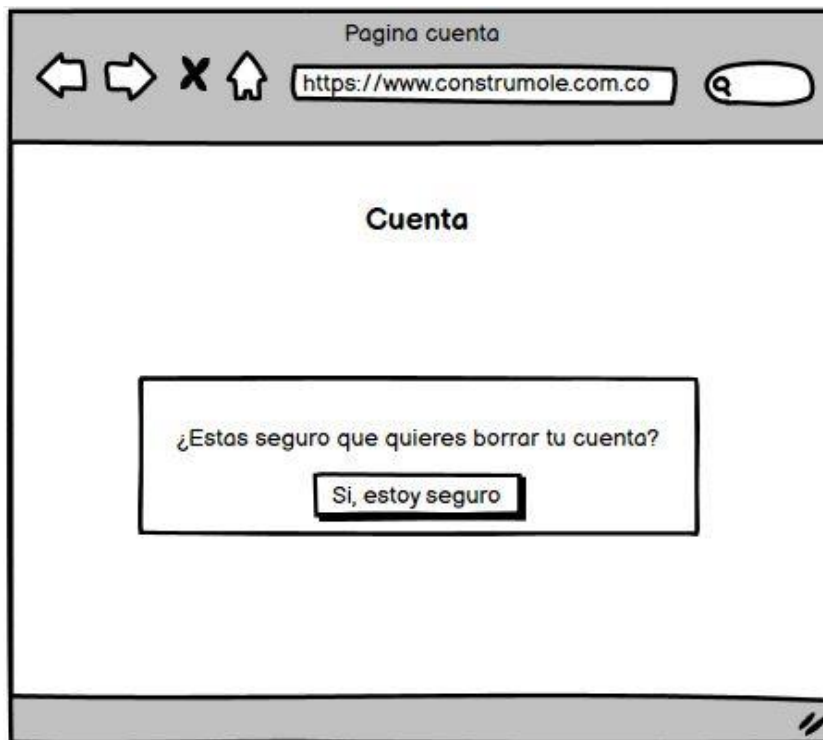 Pagina cuenta
https://www.construmole.com.co
Cuenta
¿Estas seguro que quieres borrar tu cuenta?
Si, estoy seguro